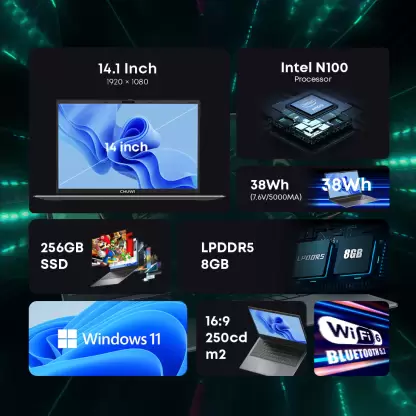 14.1 Inch
1920 × 1080
14 inch
CHUWI
Intel N100
Processor
38Wh
(7.6V/5000MA)
38Wh
256GB
SSD
LPDDR5
8GB
LPDDR5
8GB
Windows 11
16:9
250cd
m2
WiFi 6
BLUETOOTH 5.2